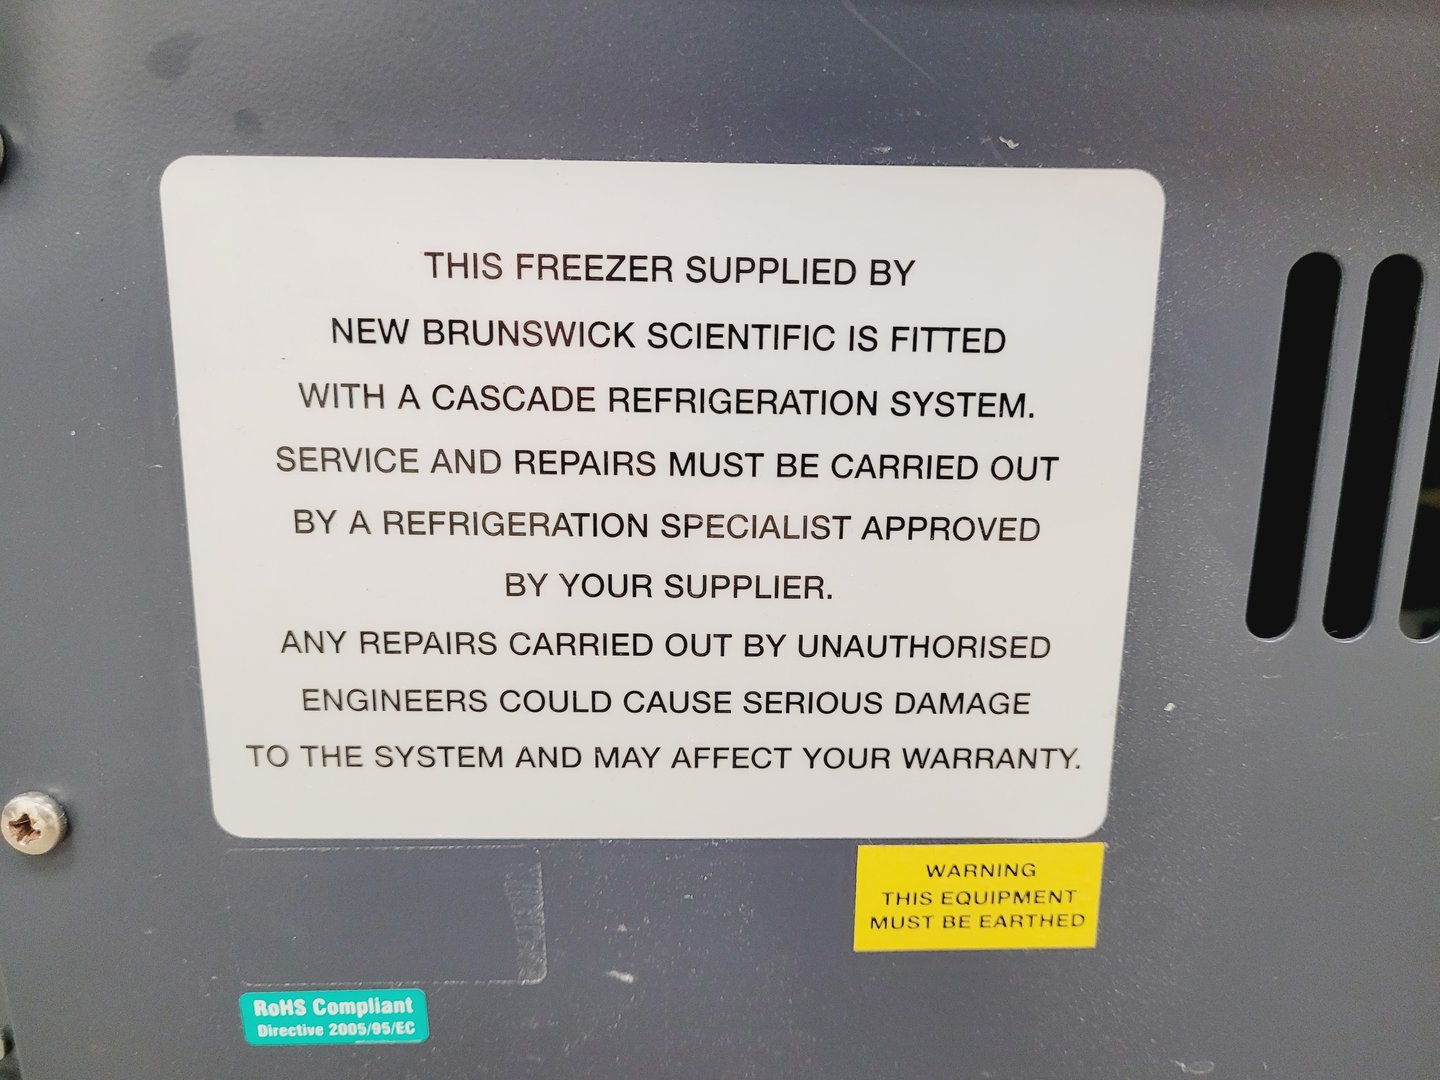 THIS FREEZER SUPPLIED BY
NEW BRUNSWICK SCIENTIFIC IS FITTED
WITH A CASCADE REFRIGERATION SYSTEM.
SERVICE AND REPAIRS MUST BE CARRIED OUT
BY A REFRIGERATION SPECIALIST APPROVED
BY YOUR SUPPLIER.
ANY REPAIRS CARRIED OUT BY UNAUTHORISED
ENGINEERS COULD CAUSE SERIOUS DAMAGE
TO THE SYSTEM AND MAY AFFECT YOUR WARRANTY.
WARNING
THIS EQUIPMENT
MUST BE EARTHED
RoHS Compliant
Directive 2005/95/EC